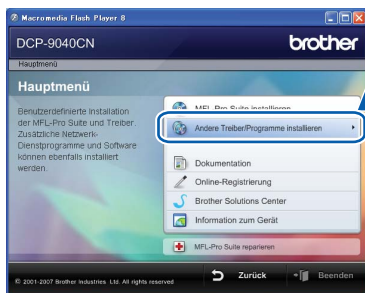 Macromedia Flash Player 8
DCP-9040CN
brother
Hauptmenü
Hauptmenü
Benutzerdefinierte Installation
der MFL-Pro Suite und Treiber.
Zusätzliche Netzwerk-
Dienstprogramme und Software
können ebenfalls installiert
werden.
MFL-Pro Suite installieren
Andere Treiber/Programme installieren
Dokumentation
Online-Registrierung
Brother Solutions Center
Information zum Gerät
MFL-Pro Suite reparieren
© 2001-2007 Brother Industries Ltd. All rights reserved
Zurück
Beenden